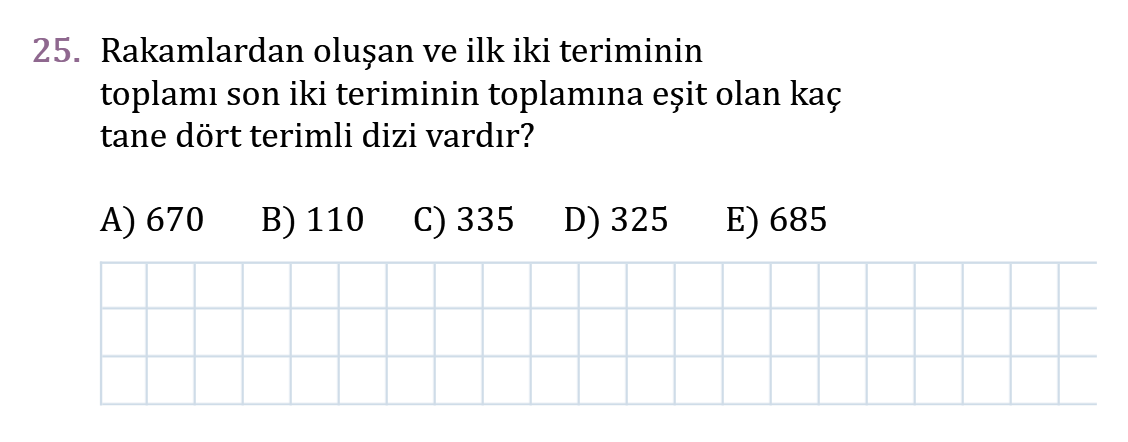 25. Rakamlardan oluşan ve ilk iki teriminin
toplamı son iki teriminin toplamına eşit olan kaç
tane dört terimli dizi vardır?
A) 670 B) 110 C) 335 D) 325 E) 685